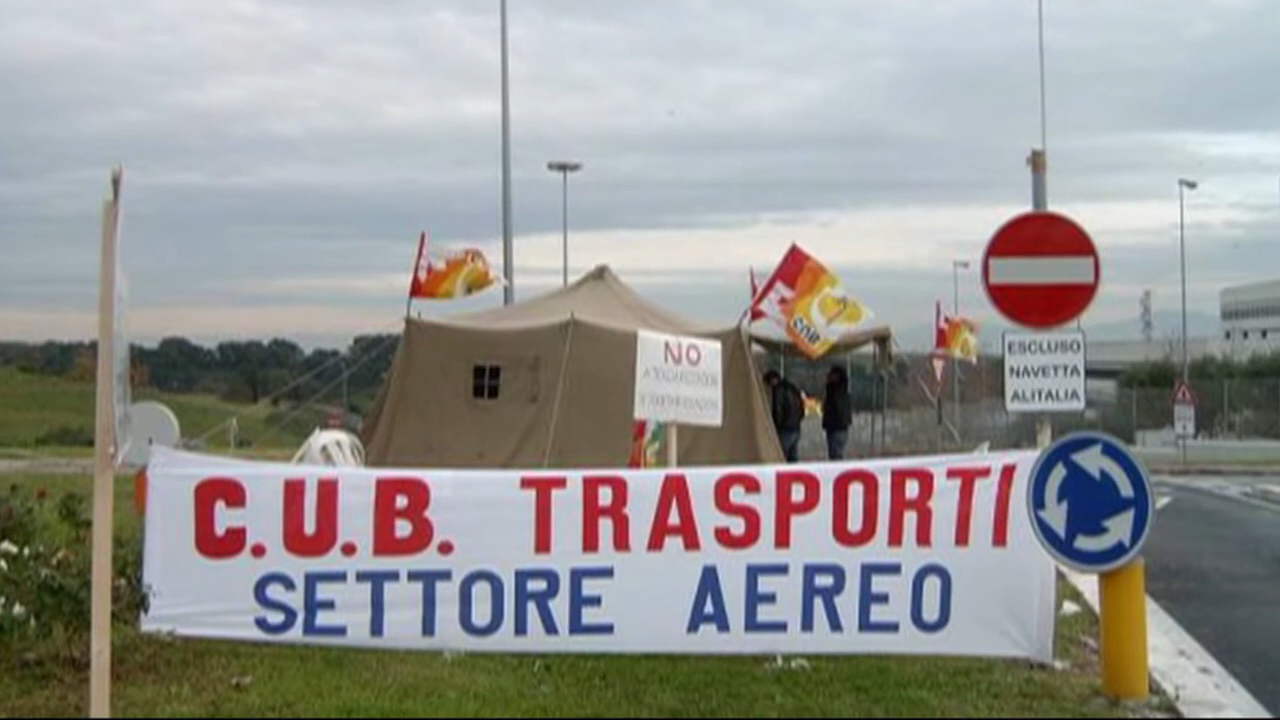 NO
ESCLUSO
NAVETTA
ALITALIA
C.U.B. TRASPORTI
SETTORE AEREO